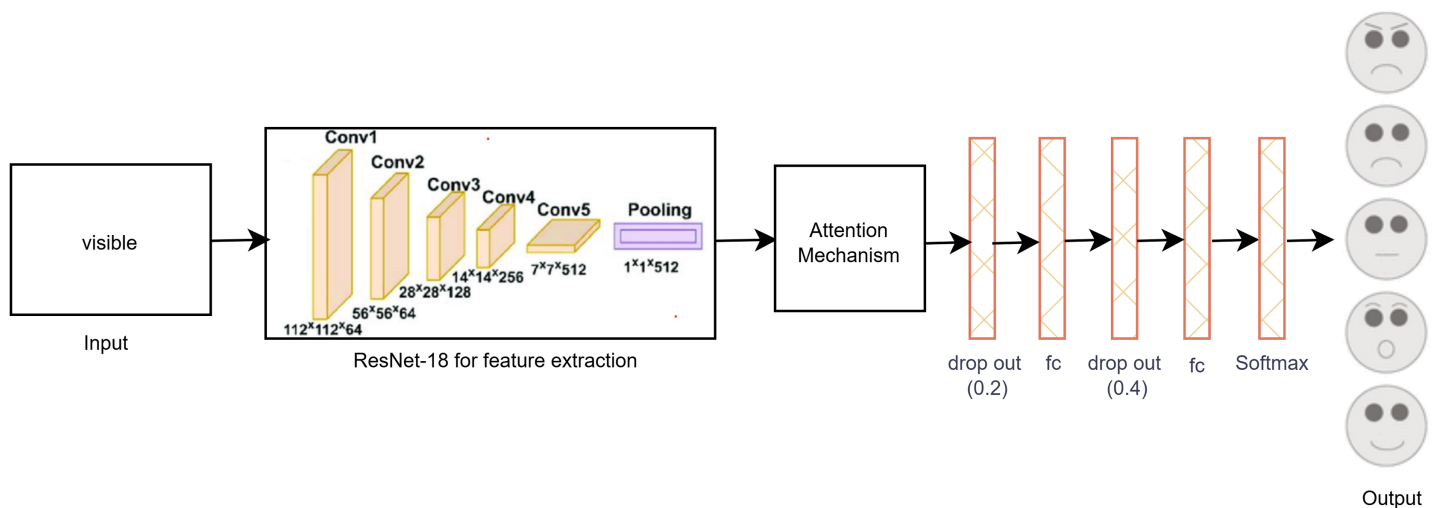 visible
Input
Conv1
Conv2
Conv3
Conv4
Conv5
Pooling
112x112x64
56x56x64
28x28x128
14x14x256
7x7x512
1x1x512
ResNet-18 for feature extraction
Attention
Mechanism
drop out
(0.2)
fc
drop out
(0.4)
fc
Softmax
Output